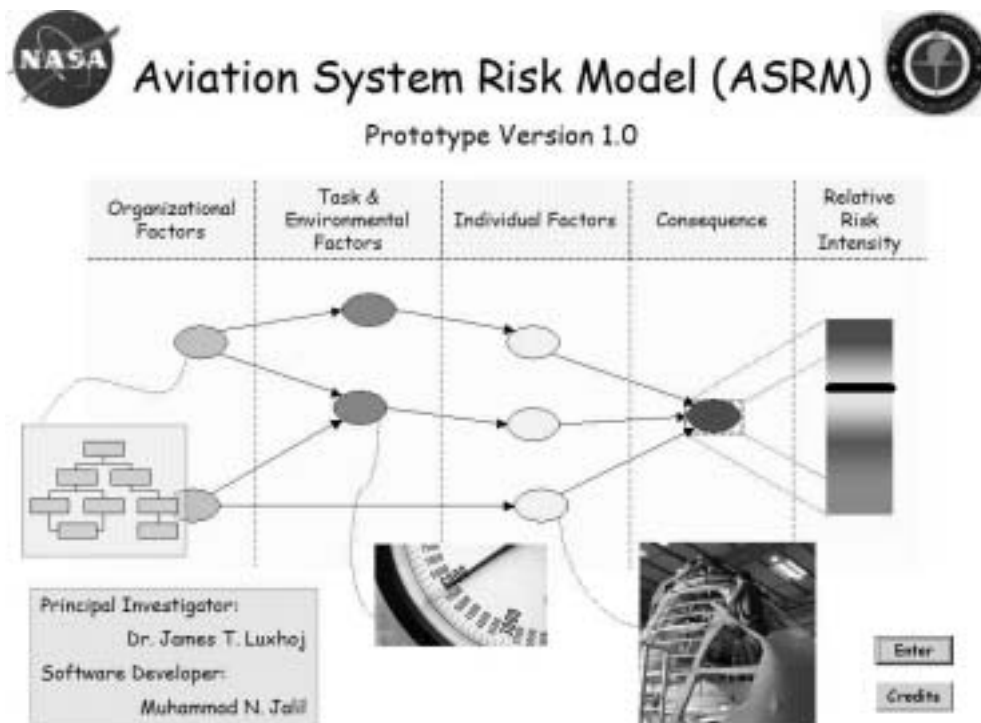 NASA
Aviation System Risk Model (ASRM)
Prototype Version 1.0
Organizational
Factors
Task &
Environmental
Factors
Individual Factors
Consequence
Relative
Risk
Intensity
Principal Investigator:
Dr. James T. Luxhoj
Software Developer:
Muhammad N. Jalil
Enter
Credits